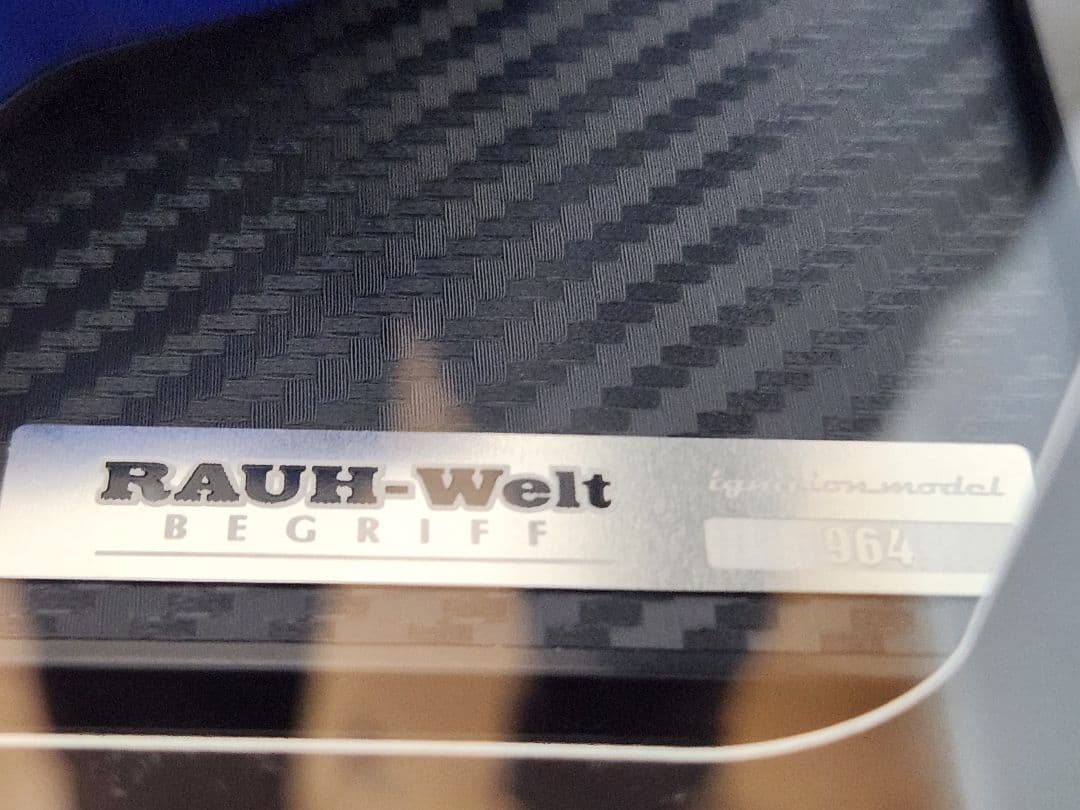 RAUH-Welt
BEGRIFF
ignition model
964